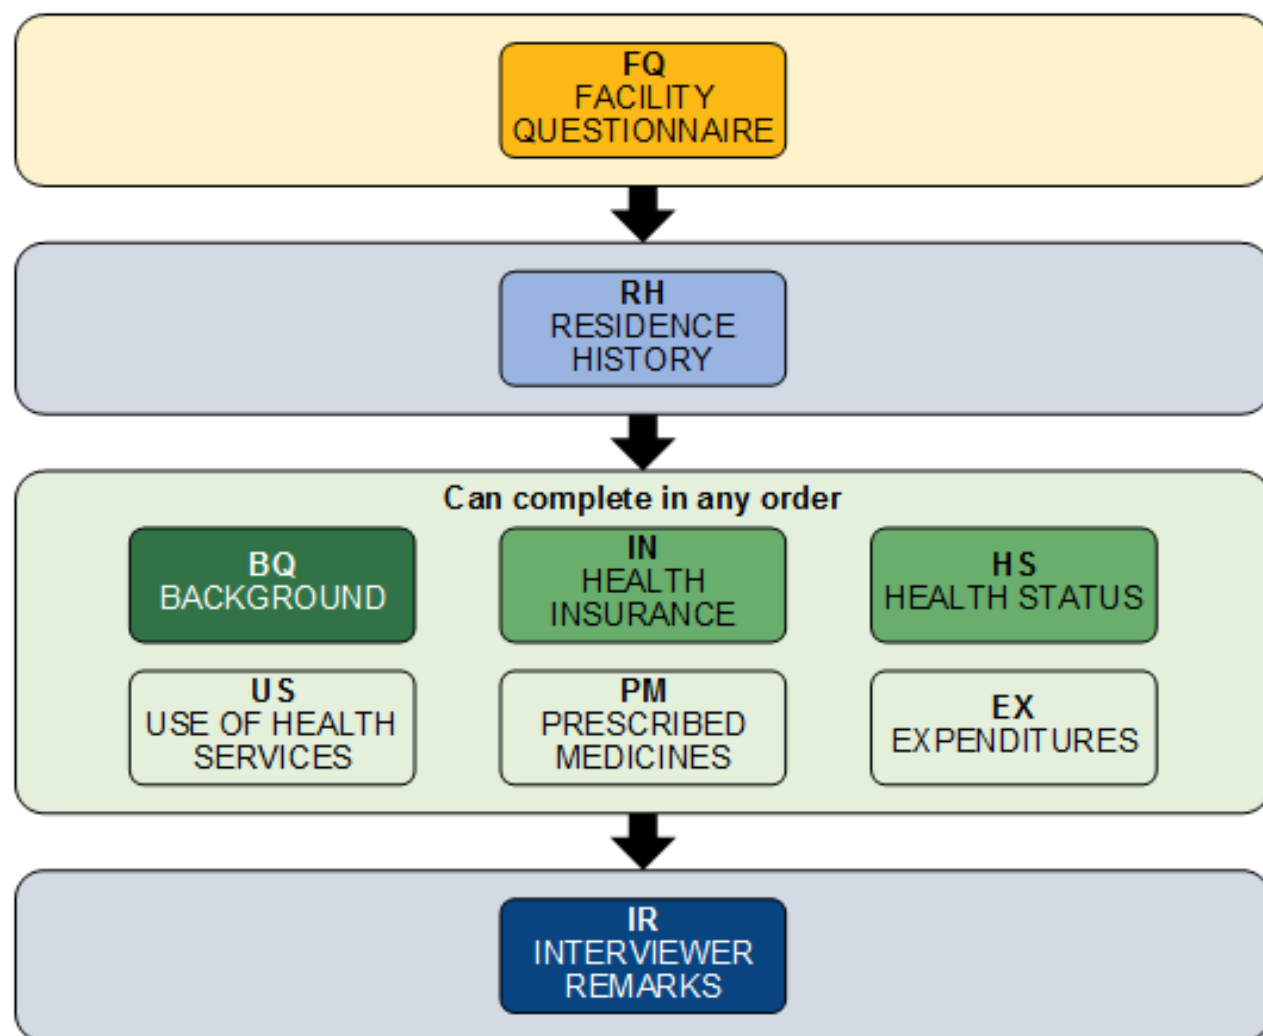 FQ
FACILITY
QUESTIONNAIRE
RH
RESIDENCE
HISTORY
Can complete in any order
BQ
BACKGROUND
IN
HEALTH
INSURANCE
HS
HEALTH STATUS
US
USE OF HEALTH
SERVICES
PM
PRESCRIBED
MEDICINES
EX
EXPENDITURES
IR
INTERVIEWER
REMARKS